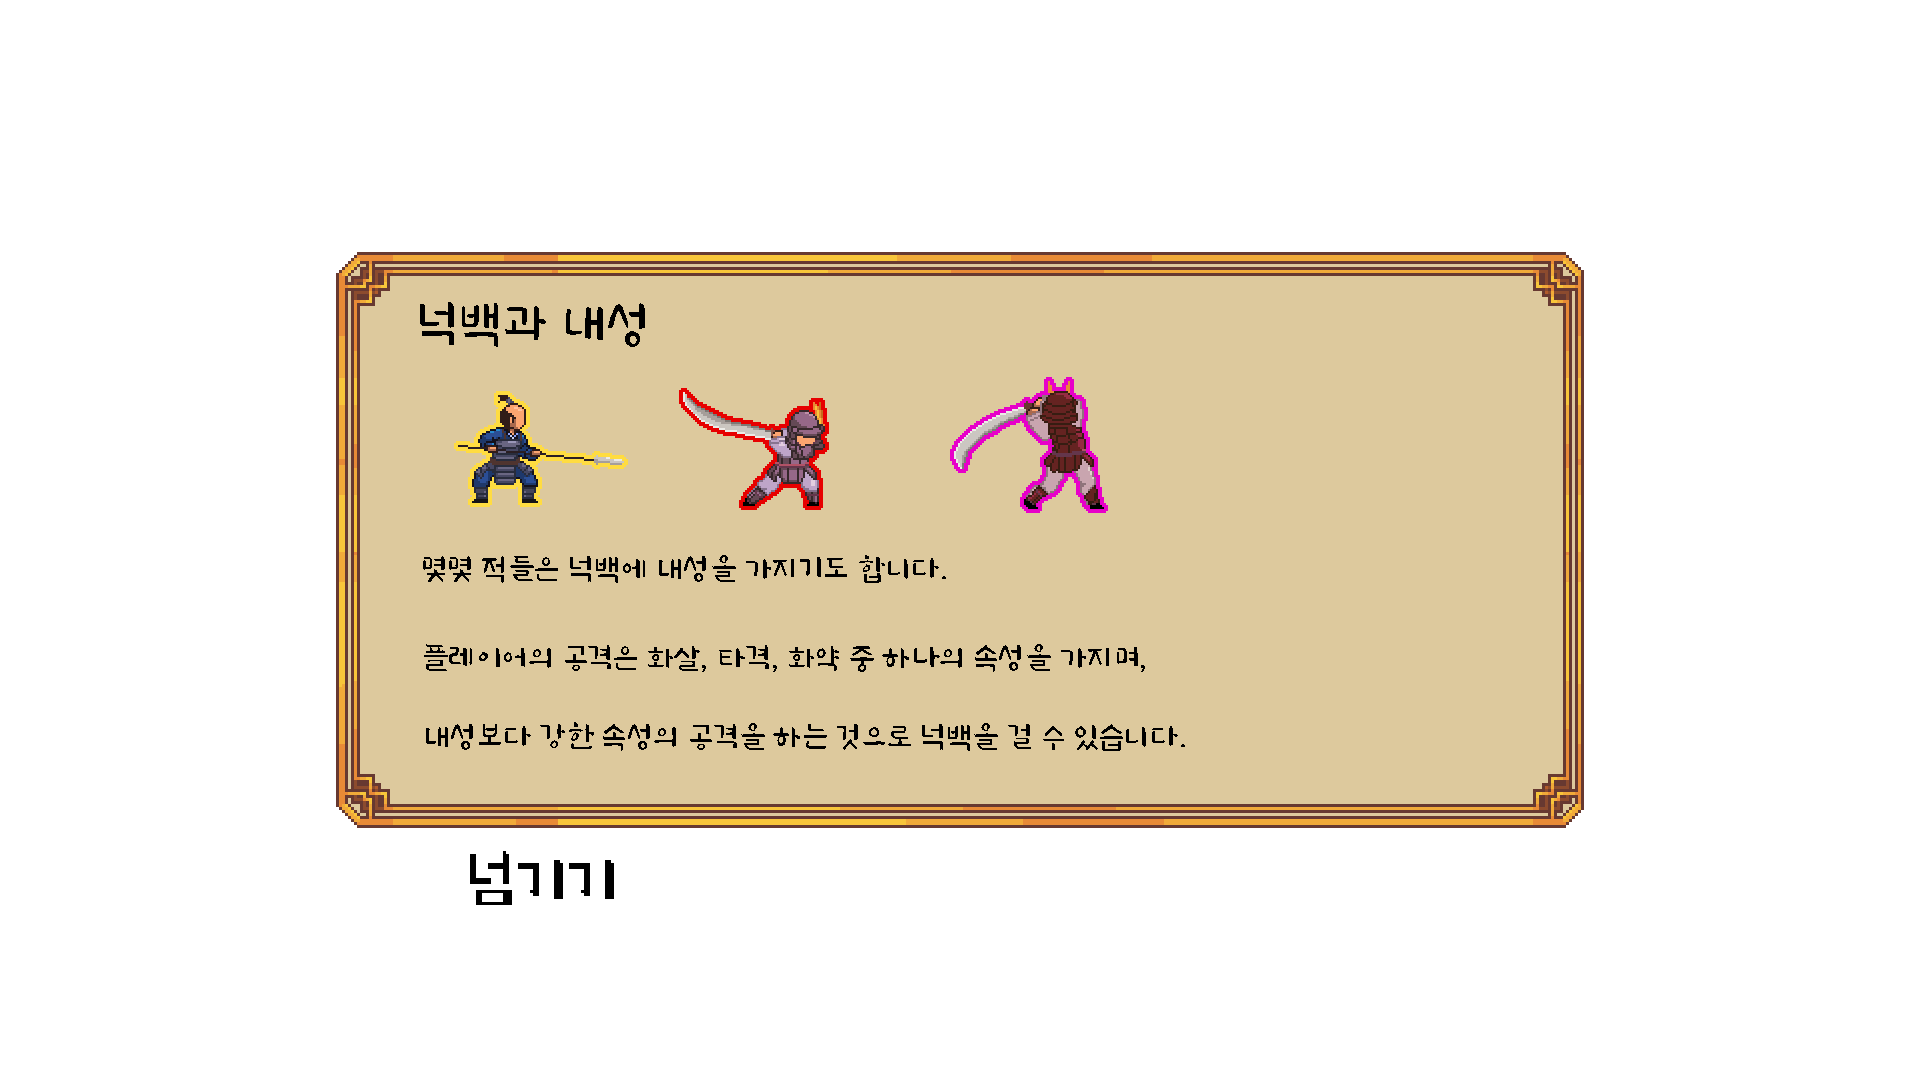 넉백과 내성
몇몇 적들은 넉백에 내성을 가지기도 합니다.
플레이어의 공격은 화살, 타격, 화약 중 하나의 속성을 가지며,
내성보다 강한 속성의 공격을 하는 것으로 넉백을 걸 수 있습니다.
넘기기